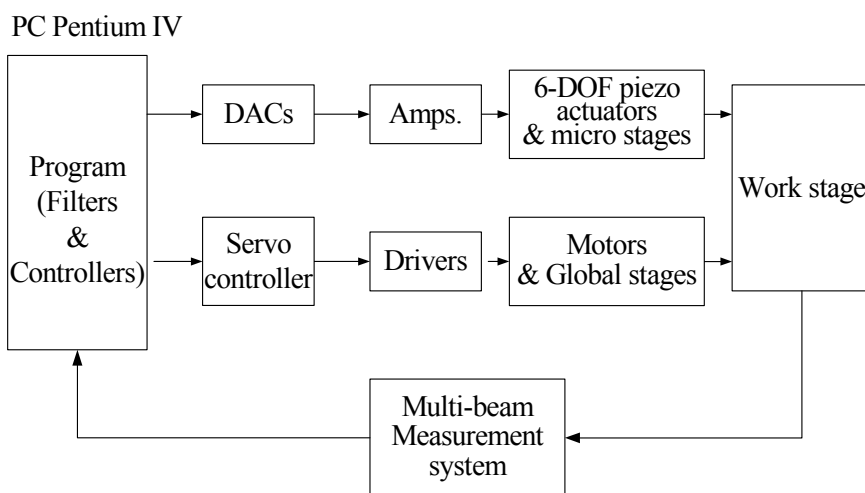 PC Pentium IV
Program
(Filters
&
Controllers)
DACs
Amps.
6-DOF piezo
actuators
& micro stages
Work stage
Servo
controller
Drivers
Motors
& Global stages
Multi-beam
Measurement
system